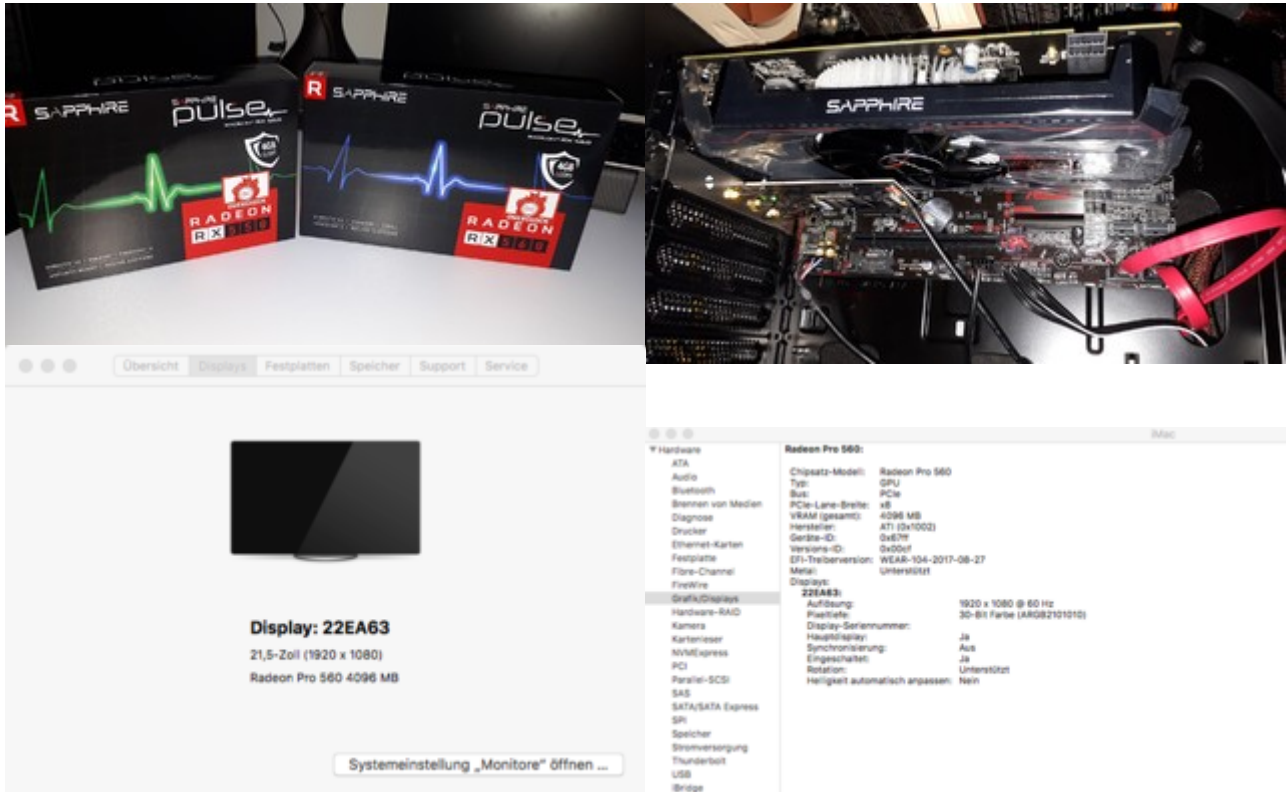 R SAPPHIRE
SAPPHIRE
pulse
4GB
RADEON
RX 550
R SAPPHIRE
SAPPHIRE
pulse
4GB
RADEON
RX 560
SAPPHIRE
Übersicht Displays Festplatten Speicher Support Service
Display: 22EA63
21,5-Zoll (1920 x 1080)
Radeon Pro 560 4096 MB
Systemeinstellung „Monitore“ öffnen ...
iMac
Hardware
ATA
Audio
Bluetooth
Brennen von Medien
Diagnose
Drucker
Ethernet-Karten
Festplatte
Fibre-Channel
FireWire
Grafik/Displays
Hardware-RAID
Kamera
Kartenleser
NVMExpress
PCI
Parallel-SCSI
SAS
SATA/SATA Express
SPI
Speicher
Stromversorgung
Thunderbolt
USB
iBridge
Radeon Pro 560:
Chipsatz-Modell: Radeon Pro 560
Typ: GPU
Bus: PCIe
PCIe-Lane-Breite: x8
VRAM (gesamt): 4096 MB
Hersteller: ATI (0x1002)
Geräte-ID: 0x67ff
Versions-ID: 0x00cf
EFI-Treiberversion: WEAR-104-2017-08-27
Metal: Unterstützt
Displays:
22EA63:
Auflösung: 1920 x 1080 @ 60 Hz
Pixeltiefe: 30-Bit Farbe (ARGB2101010)
Display-Seriennummer:
Hauptdisplay: Ja
Synchronisierung: Aus
Eingeschaltet: Ja
Rotation: Unterstützt
Helligkeit automatisch anpassen: Nein